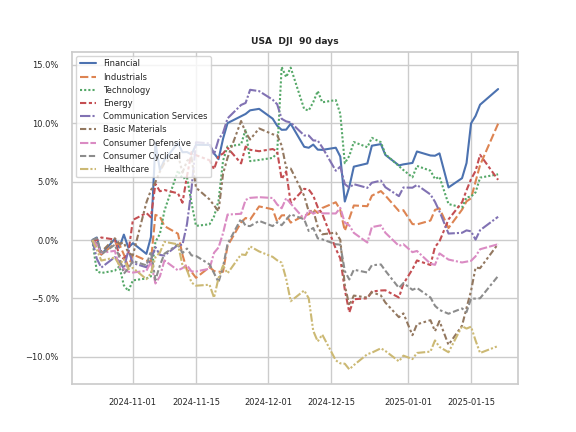 USA DJI 90 days
15.0%
10.0%
5.0%
0.0%
−5.0%
−10.0%
Financial
Industrials
Technology
Energy
Communication Services
Basic Materials
Consumer Defensive
Consumer Cyclical
Healthcare
2024-11-01 2024-11-15 2024-12-01 2024-12-15 2025-01-01 2025-01-15